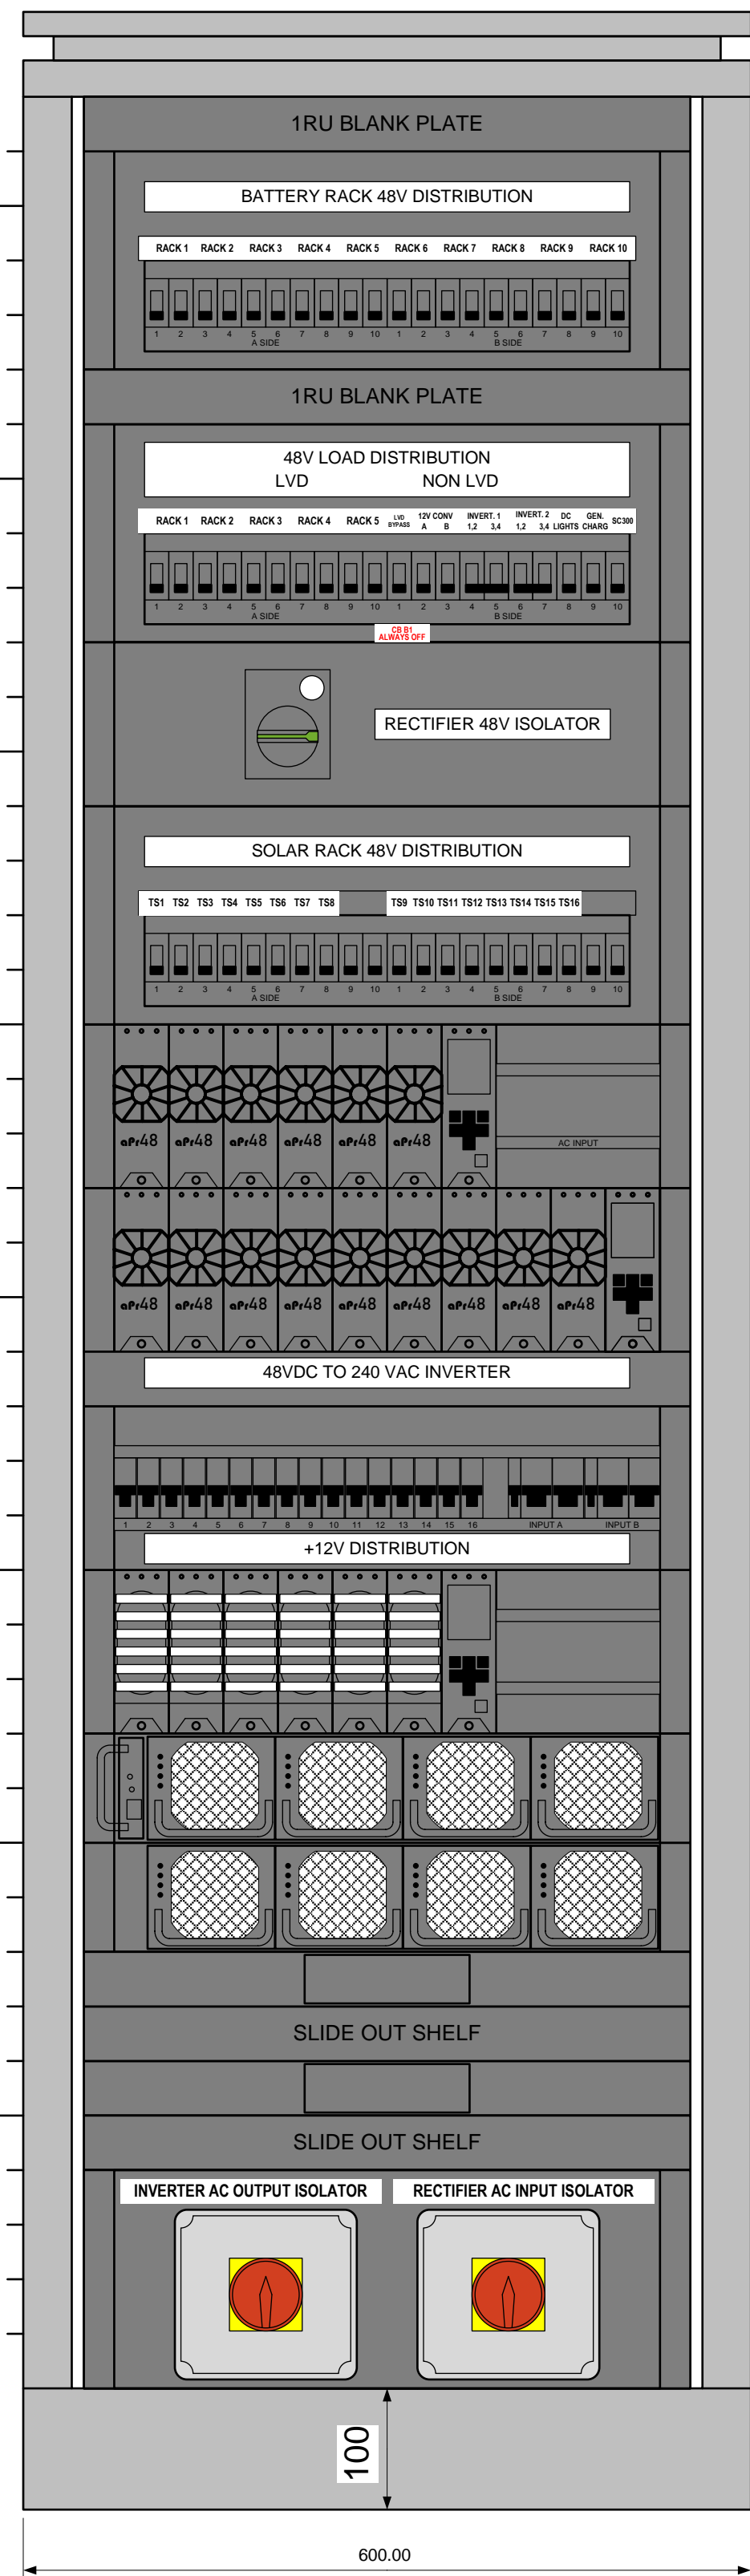 1RU BLANK PLATE
BATTERY RACK 48V DISTRIBUTION
RACK 1 RACK 2 RACK 3 RACK 4 RACK 5 RACK 6 RACK 7 RACK 8 RACK 9 RACK 10
1 2 3 4 5 6 7 8 9 10 1 2 3 4 5 6 7 8 9 10
A SIDE B SIDE
1RU BLANK PLATE
48V LOAD DISTRIBUTION
LVD NON LVD
RACK 1 RACK 2 RACK 3 RACK 4 RACK 5 LVD BYPASS 12V CONV A B INVERT. 1 1,2 3,4 INVERT. 2 1,2 3,4 DC LIGHTS GEN. CHARG SC300
1 2 3 4 5 6 7 8 9 10 1 2 3 4 5 6 7 8 9 10
A SIDE B SIDE
CB B1
ALWAYS OFF
RECTIFIER 48V ISOLATOR
SOLAR RACK 48V DISTRIBUTION
TS1 TS2 TS3 TS4 TS5 TS6 TS7 TS8 TS9 TS10 TS11 TS12 TS13 TS14 TS15 TS16
1 2 3 4 5 6 7 8 9 10 1 2 3 4 5 6 7 8 9 10
A SIDE B SIDE
aPr48 aPr48 aPr48 aPr48 aPr48 aPr48 AC INPUT
aPr48 aPr48 aPr48 aPr48 aPr48 aPr48 aPr48 aPr48 aPr48
48VDC TO 240 VAC INVERTER
1 2 3 4 5 6 7 8 9 10 11 12 13 14 15 16 INPUT A INPUT B
+12V DISTRIBUTION
SLIDE OUT SHELF
SLIDE OUT SHELF
INVERTER AC OUTPUT ISOLATOR RECTIFIER AC INPUT ISOLATOR
100
600.00